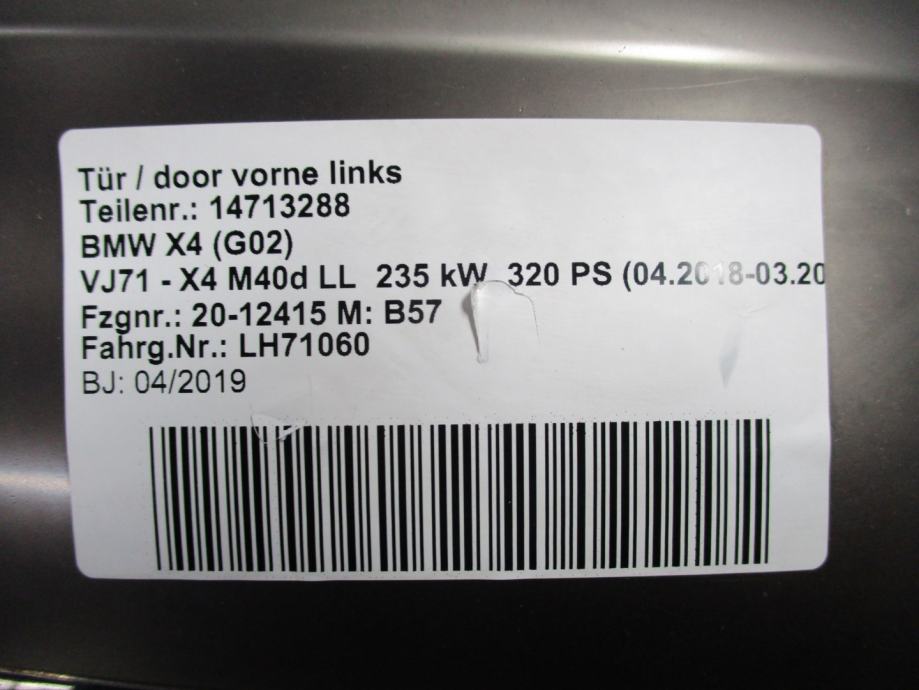 Tür / door vorne links
Teilenr.: 14713288
BMW X4 (G02)
VJ71 - X4 M40d LL 235 kW 320 PS (04.2018-03.20
Fzgnr.: 20-12415 M: B57
Fahrg.Nr.: LH71060
BJ: 04/2019